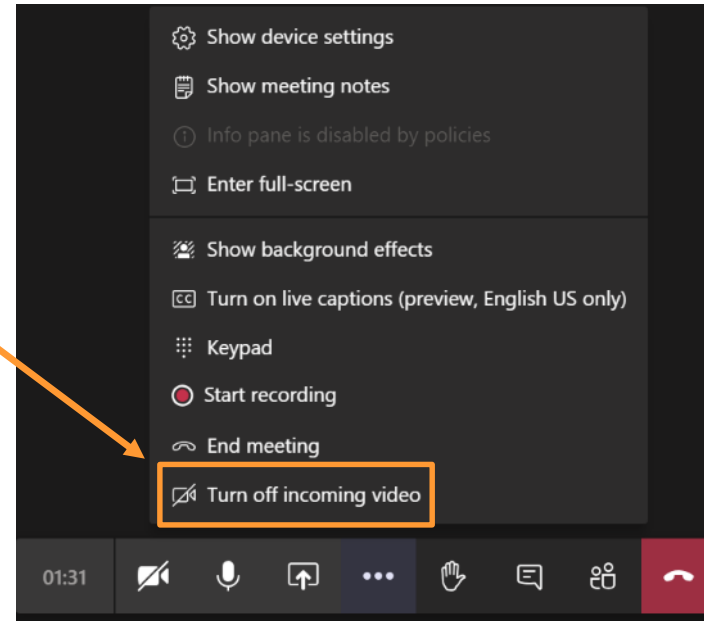 Show device settings
Show meeting notes
Info pane is disabled by policies
Enter full-screen
Show background effects
CC Turn on live captions (preview, English US only)
Keypad
Start recording
End meeting
Turn off incoming video
01:31